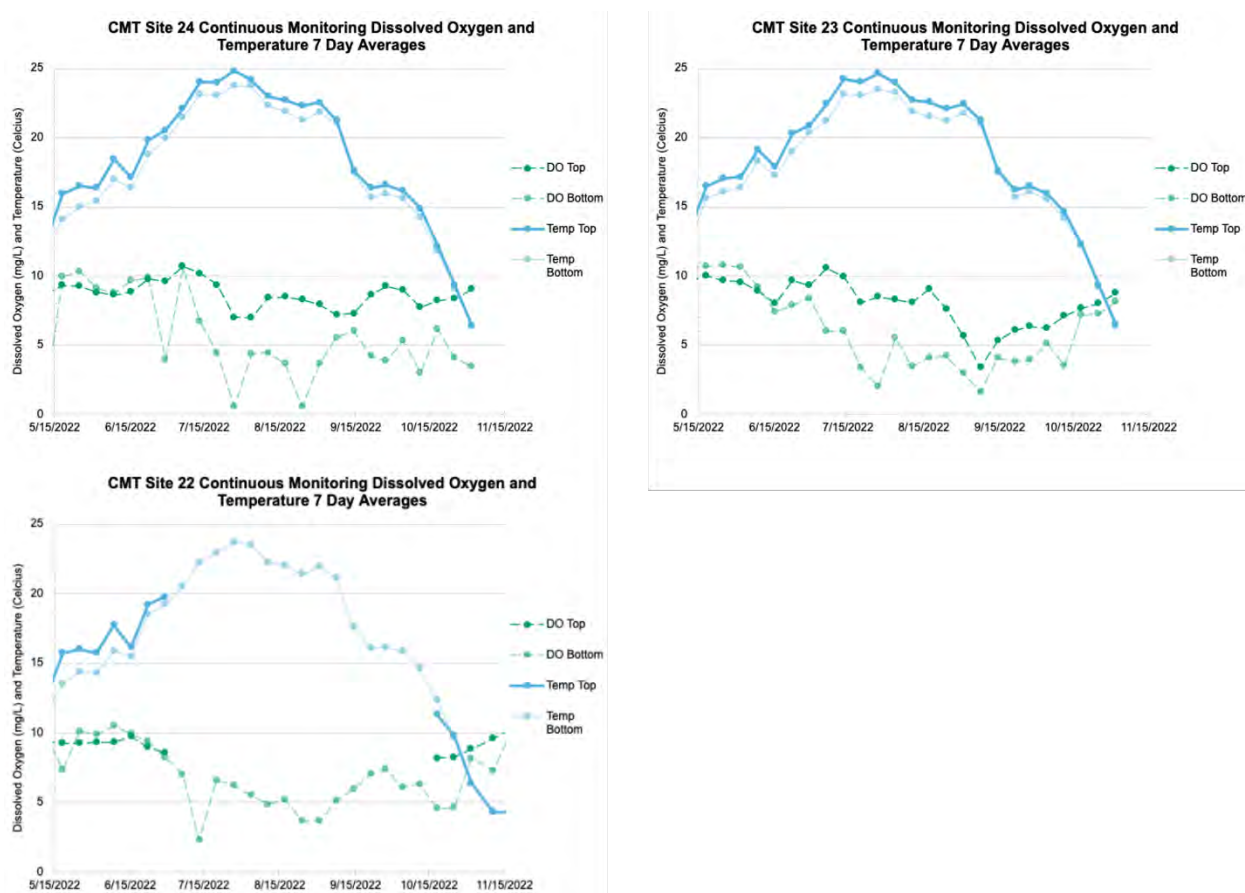 CMT Site 24 Continuous Monitoring Dissolved Oxygen and
Temperature 7 Day Averages
Dissolved Oxygen (mg/L) and Temperature (Celcius)
25
20
15
10
5
0
5/15/2022 6/15/2022 7/15/2022 8/15/2022 9/15/2022 10/15/2022 11/15/2022
DO Top
DO Bottom
Temp Top
Temp
Bottom
CMT Site 23 Continuous Monitoring Dissolved Oxygen and
Temperature 7 Day Averages
Dissolved Oxygen (mg/L) and Temperature (Celcius)
25
20
15
10
5
0
5/15/2022 6/15/2022 7/15/2022 8/15/2022 9/15/2022 10/15/2022 11/15/2022
DO Top
DO Bottom
Temp Top
Temp
Bottom
CMT Site 22 Continuous Monitoring Dissolved Oxygen and
Temperature 7 Day Averages
Dissolved Oxygen (mg/L) and Temperature (Celcius)
25
20
15
10
5
0
5/15/2022 6/15/2022 7/15/2022 8/15/2022 9/15/2022 10/15/2022 11/15/2022
DO Top
DO Bottom
Temp Top
Temp
Bottom